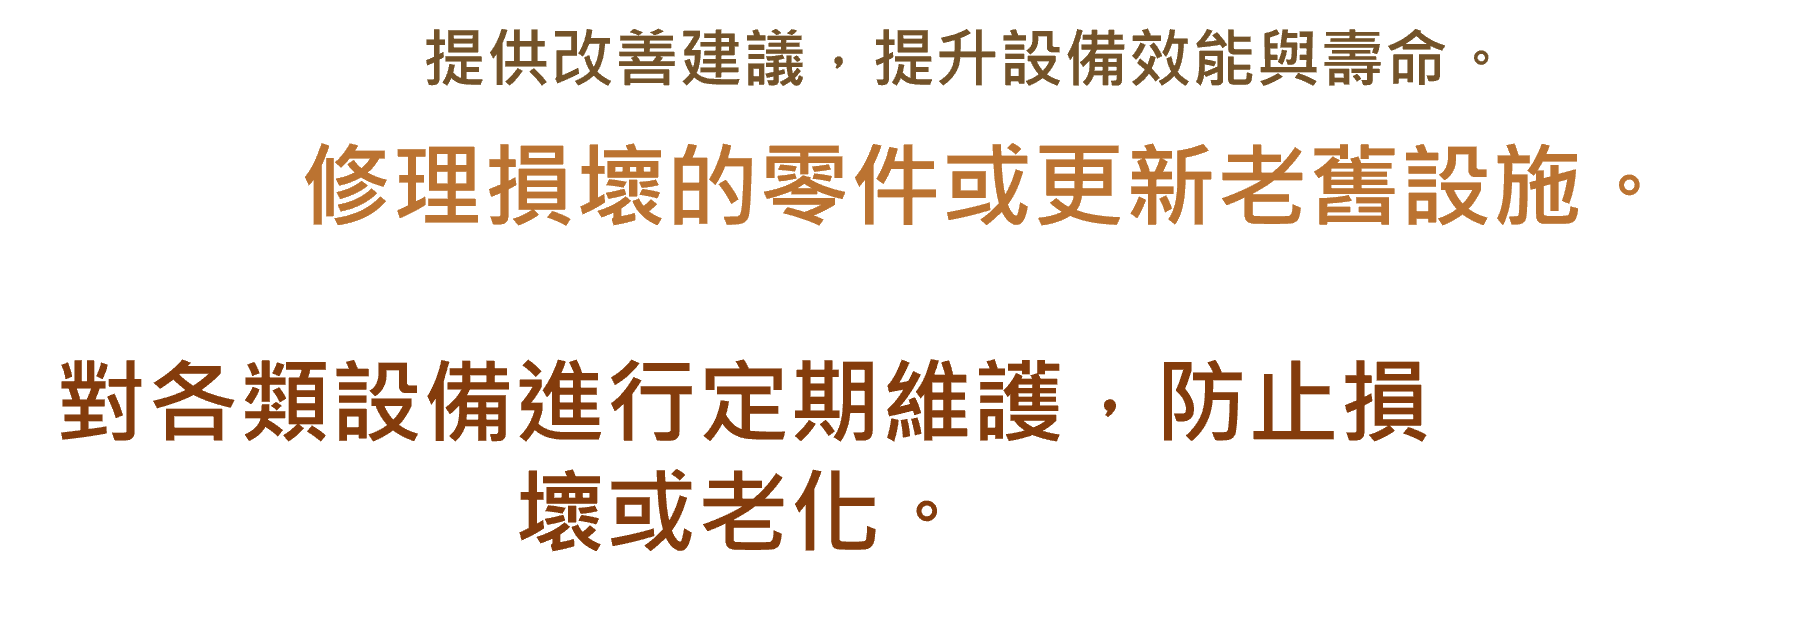 提供改善建議，提升設備效能與壽命。
修理損壞的零件或更新老舊設施。
對各類設備進行定期維護，防止損
壞或老化。